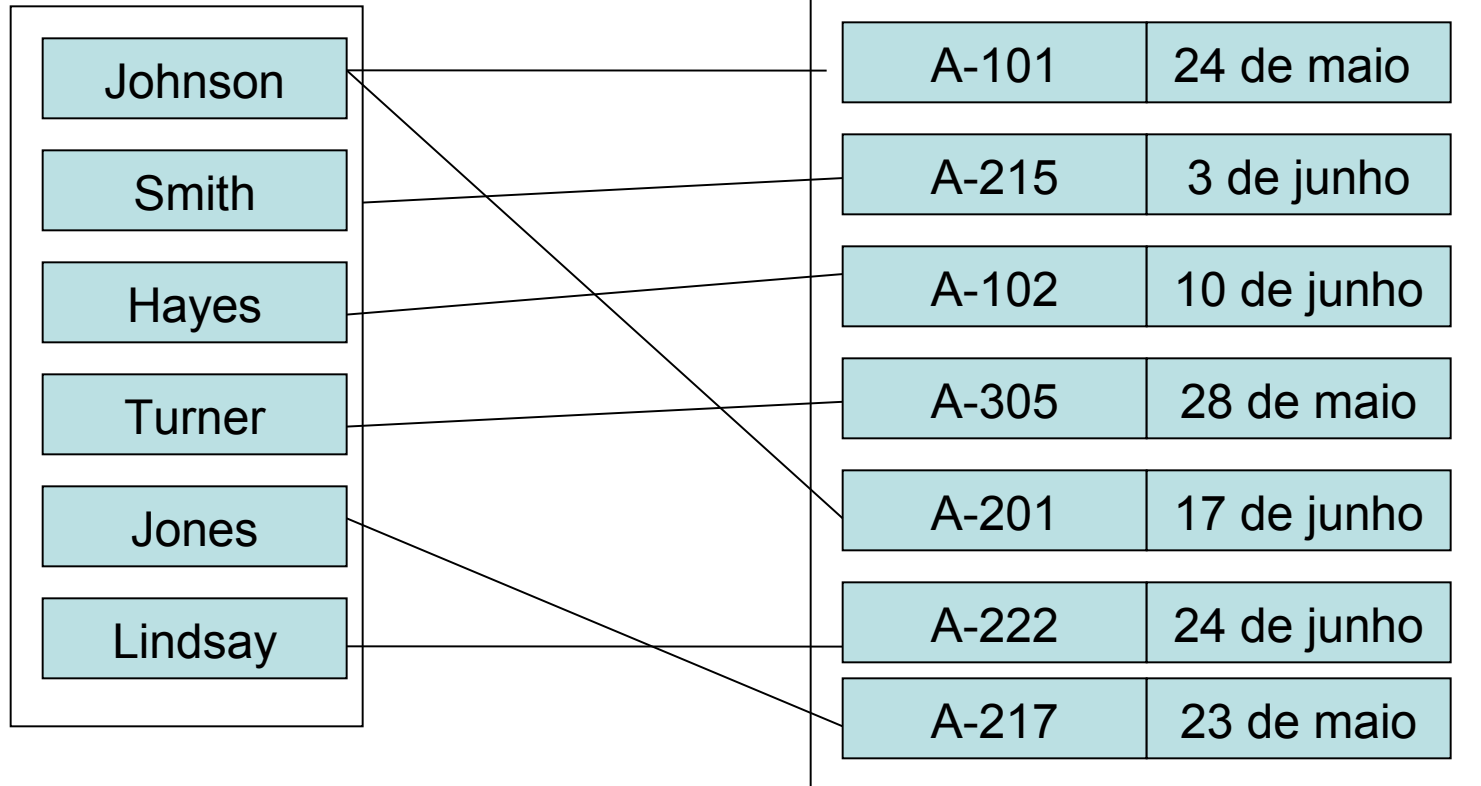 Johnson
Smith
Hayes
Turner
Jones
Lindsay
A-101 24 de maio
A-215 3 de junho
A-102 10 de junho
A-305 28 de maio
A-201 17 de junho
A-222 24 de junho
A-217 23 de maio